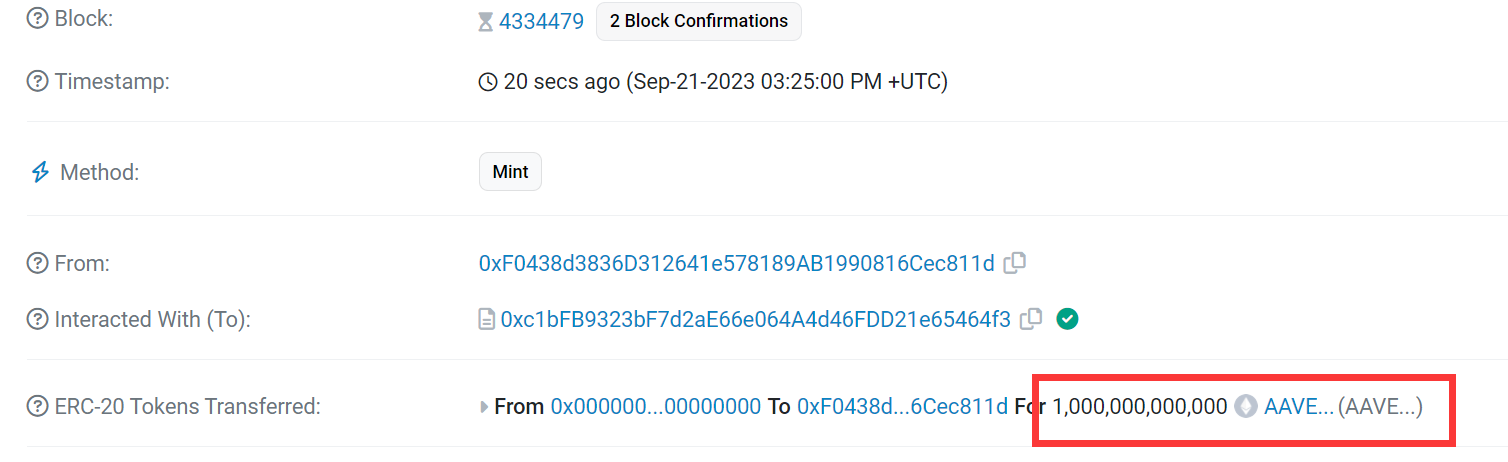 Block: 4334479 2 Block Confirmations
Timestamp: 20 secs ago (Sep-21-2023 03:25:00 PM +UTC)
Method: Mint
From: 0xF0438d3836D312641e578189AB1990816Cec811d
Interacted With (To): 0xc1bFB9323bF7d2aE66e064A4d46FDD21e65464f3
ERC-20 Tokens Transferred: From 0x000000...00000000 To 0xF0438d...6Cec811d For 1,000,000,000,000 AAVE... (AAVE...)